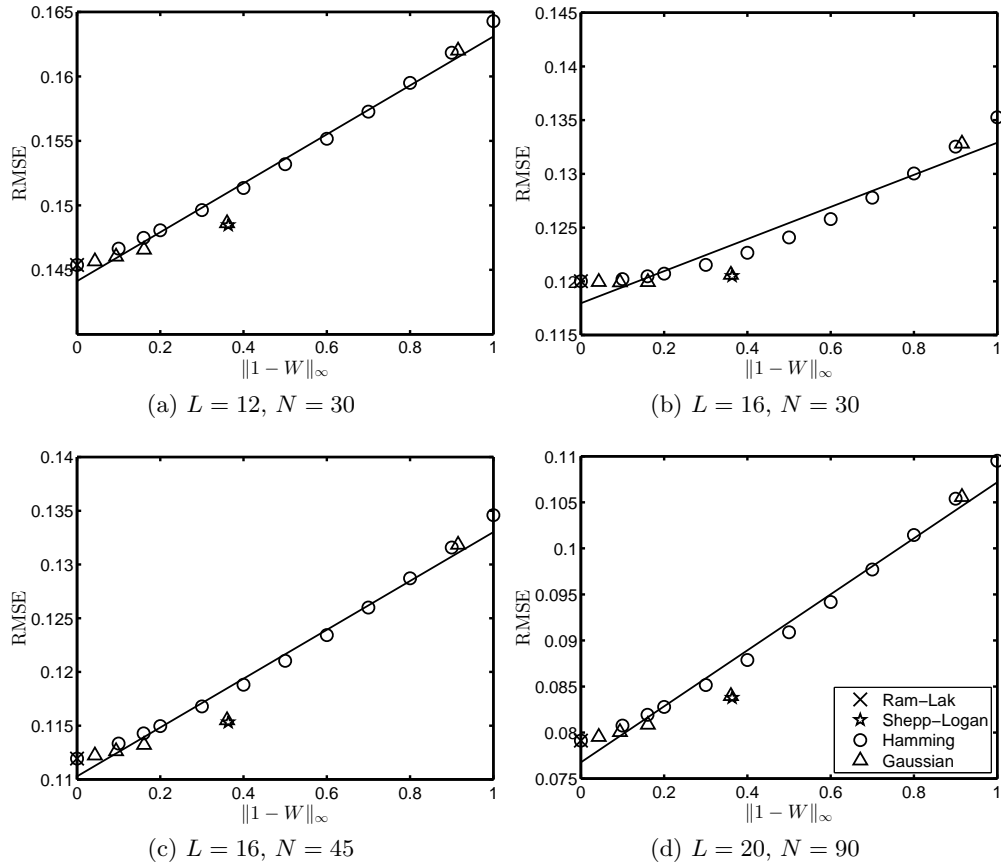 0.165
0.16
0.155
0.15
0.145
RMSE
0 0.2 0.4 0.6 0.8 1
‖1 − W‖∞
(a) L = 12, N = 30
0.145
0.14
0.135
0.13
0.125
0.12
0.115
RMSE
0 0.2 0.4 0.6 0.8 1
‖1 − W‖∞
(b) L = 16, N = 30
0.14
0.135
0.13
0.125
0.12
0.115
0.11
RMSE
0 0.2 0.4 0.6 0.8 1
‖1 − W‖∞
(c) L = 16, N = 45
0.11
0.105
0.1
0.095
0.09
0.085
0.08
0.075
RMSE
0 0.2 0.4 0.6 0.8 1
‖1 − W‖∞
Ram−Lak
Shepp−Logan
Hamming
Gaussian
(d) L = 20, N = 90